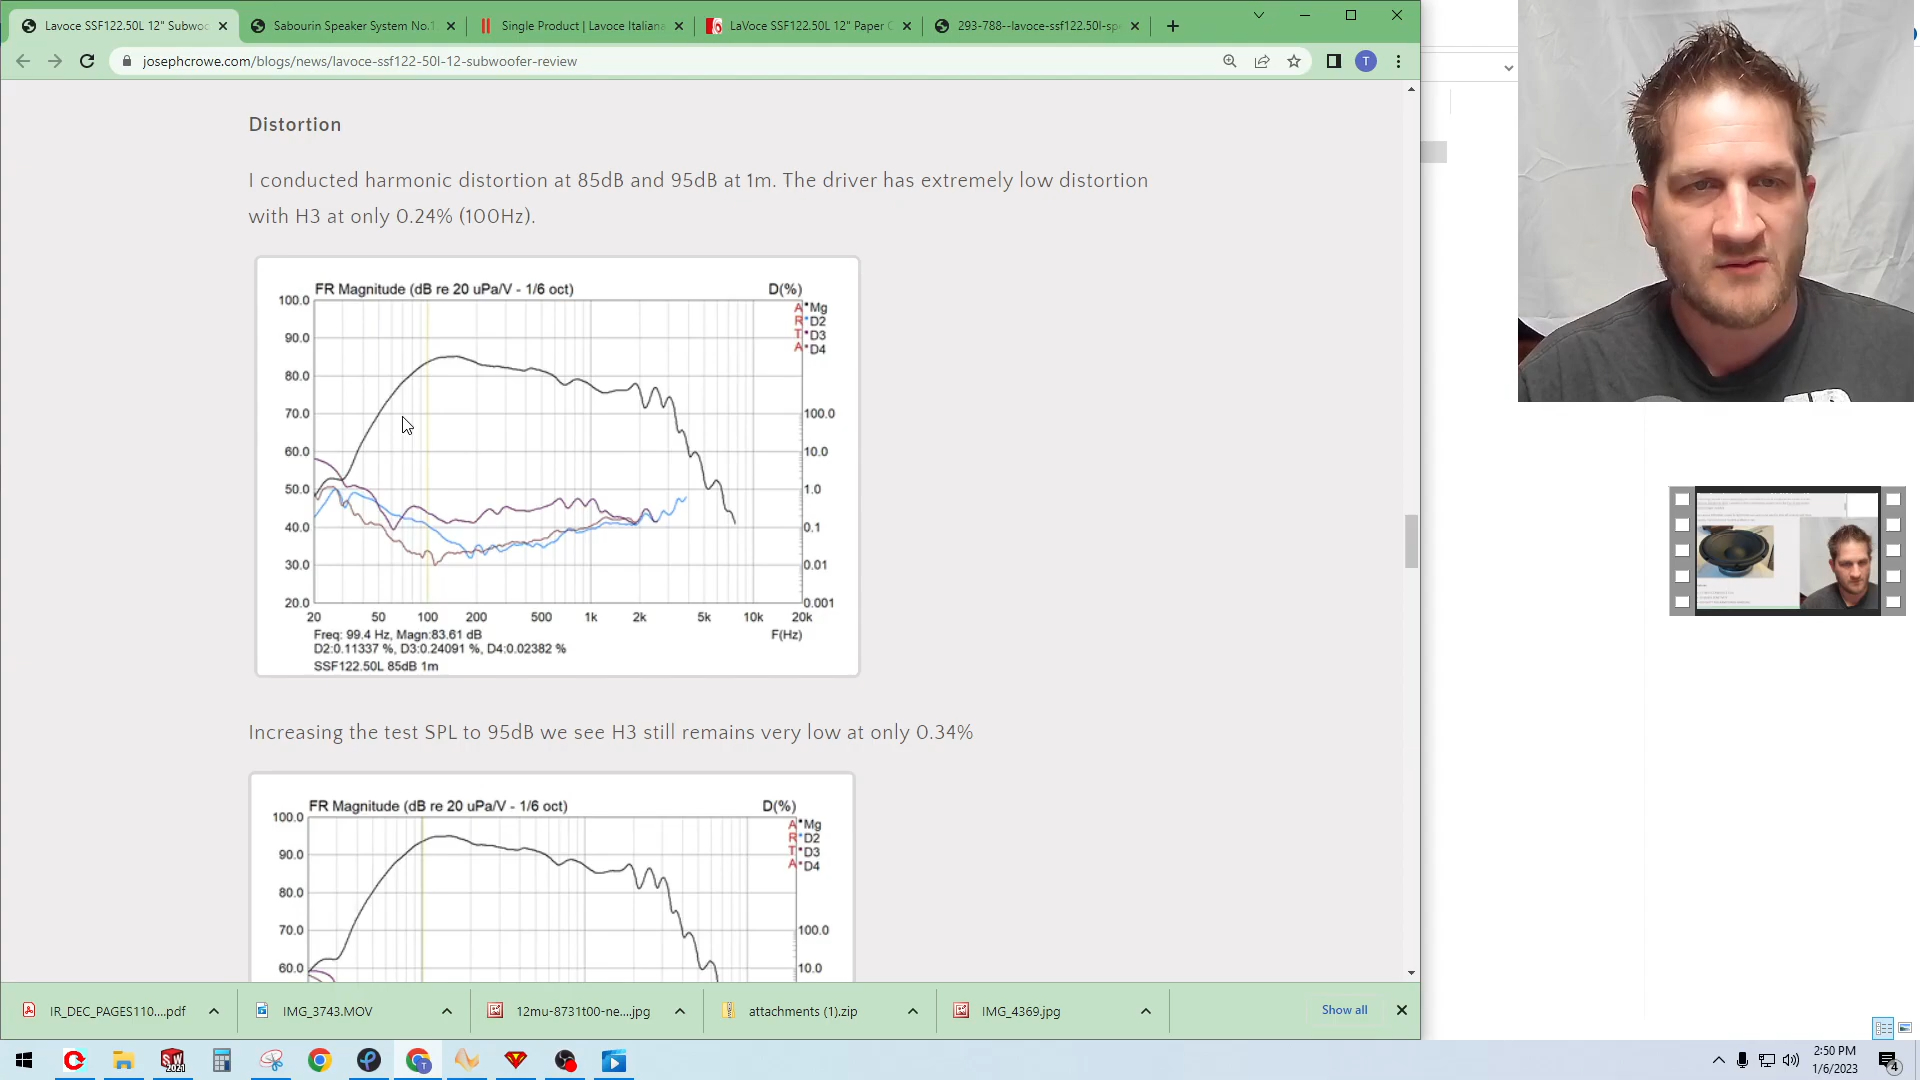 Lavoce SSF122.50L 12" Subwoo
Sabourin Speaker System No.1
Single Product | Lavoce Italiana
LaVoce SSF122.50L 12" Paper C
293-788--lavoce-ssf122.50l-spe
josephcrowe.com/blogs/news/lavoce-ssf122-50l-12-subwoofer-review
T
Distortion
I conducted harmonic distortion at 85dB and 95dB at 1m. The driver has extremely low distortion
with H3 at only 0.24% (100Hz).
FR Magnitude (dB re 20 uPa/V - 1/6 oct)
D(%)
100.0
90.0
80.0
70.0
60.0
50.0
40.0
30.0
20.0
A Mg
R D2
T D3
A D4
100.0
10.0
1.0
0.1
0.01
0.001
20 50 100 200 500 1k 2k 5k 10k 20k
Freq: 99.4 Hz, Magn:83.61 dB
F(Hz)
D2:0.11337 %, D3:0.24091 %, D4:0.02382 %
SSF122.50L 85dB 1m
Increasing the test SPL to 95dB we see H3 still remains very low at only 0.34%
FR Magnitude (dB re 20 uPa/V - 1/6 oct)
D(%)
100.0
90.0
80.0
70.0
60.0
A Mg
R D2
T D3
A D4
100.0
10.0
IR_DEC_PAGES110....pdf
IMG_3743.MOV
12mu-8731t00-ne....jpg
attachments (1).zip
IMG_4369.jpg
Show all
SW
2021
T
2:50 PM
1/6/2023
4